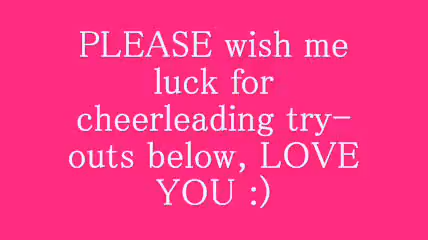 PLEASE wish me
luck for
cheerleading try-
outs below, LOVE
YOU :)